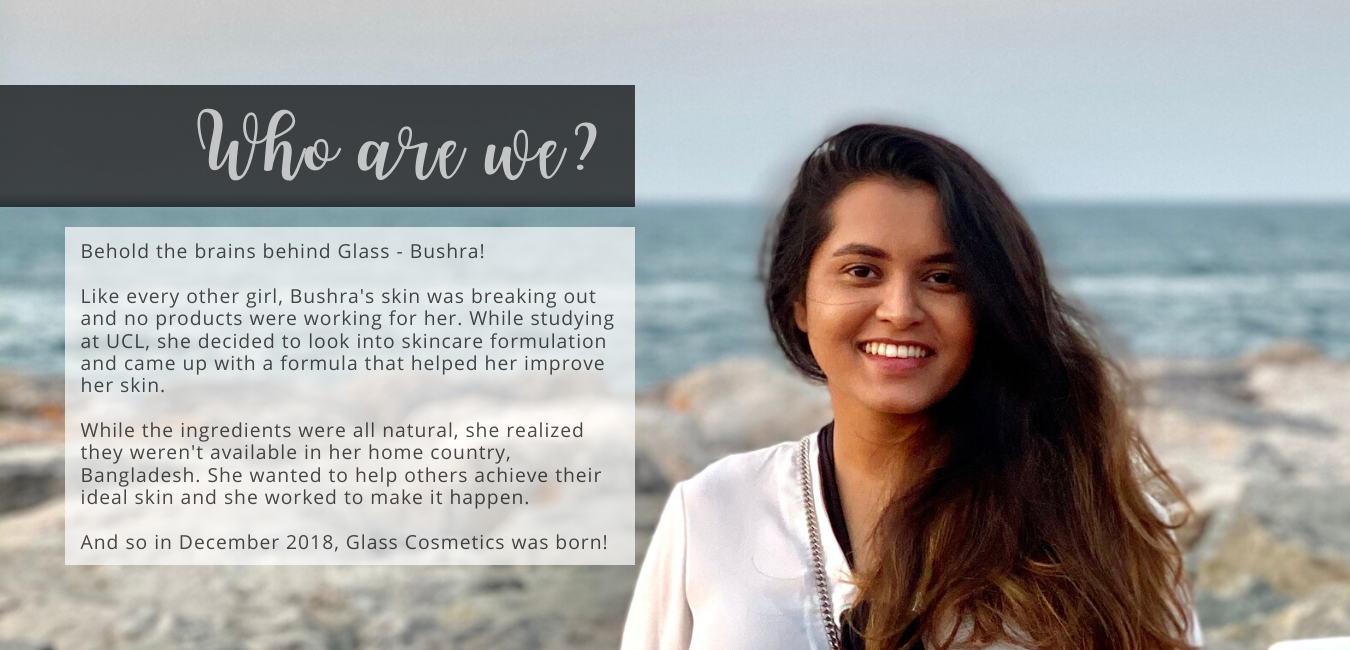 Who are we?
Behold the brains behind Glass - Bushra!
Like every other girl, Bushra's skin was breaking out
and no products were working for her. While studying
at UCL, she decided to look into skincare formulation
and came up with a formula that helped her improve
her skin.
While the ingredients were all natural, she realized
they weren't available in her home country,
Bangladesh. She wanted to help others achieve their
ideal skin and she worked to make it happen.
And so in December 2018, Glass Cosmetics was born!